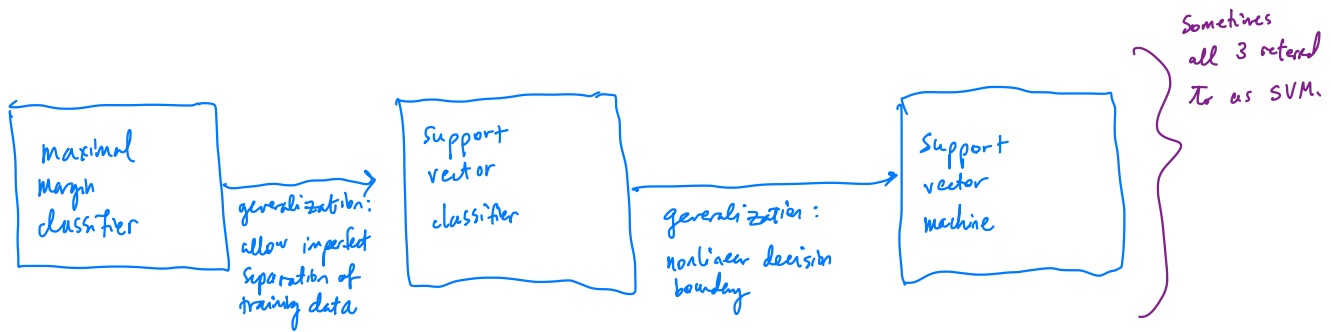 maximal
margin
classifier
generalization:
allow imperfect
separation of
training data
support
vector
classifier
generalization:
nonlinear decision
boundary
support
vector
machine
Sometimes
all 3 referred
to as SVM.